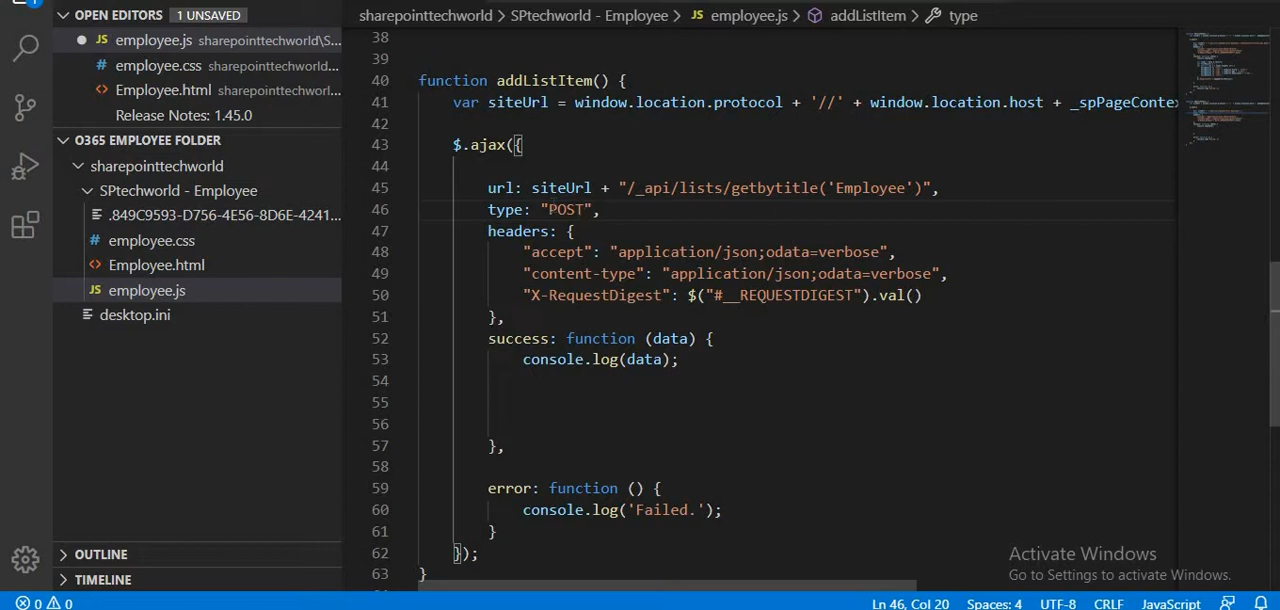 OPEN EDITORS 1 UNSAVED
JS employee.js sharepointtechworld\S...
# employee.css sharepointtechworld...
<> Employee.html sharepointtechworld...
Release Notes: 1.45.0
O365 EMPLOYEE FOLDER
sharepointtechworld
SPtechworld - Employee
.849C9593-D756-4E56-8D6E-4241...
# employee.css
<> Employee.html
JS employee.js
desktop.ini
OUTLINE
TIMELINE
sharepointtechworld > SPtechworld - Employee > JS employee.js > addListItem > type
38
39
40 function addListItem() {
41 var siteUrl = window.location.protocol + '//' + window.location.host + _spPageContex
42
43 $.ajax({
44
45 url: siteUrl + "/_api/lists/getbytitle('Employee')",
46 type: "POST",
47 headers: {
48 "accept": "application/json;odata=verbose",
49 "content-type": "application/json;odata=verbose",
50 "X-RequestDigest": $("#__REQUESTDIGEST").val()
51 },
52 success: function (data) {
53 console.log(data);
54
55
56
57 },
58
59 error: function () {
60 console.log('Failed.');
61 }
62 });
63 }
Activate Windows
Go to Settings to activate Windows.
0 0 Ln 46, Col 20 Spaces: 4 UTF-8 CRLF JavaScript